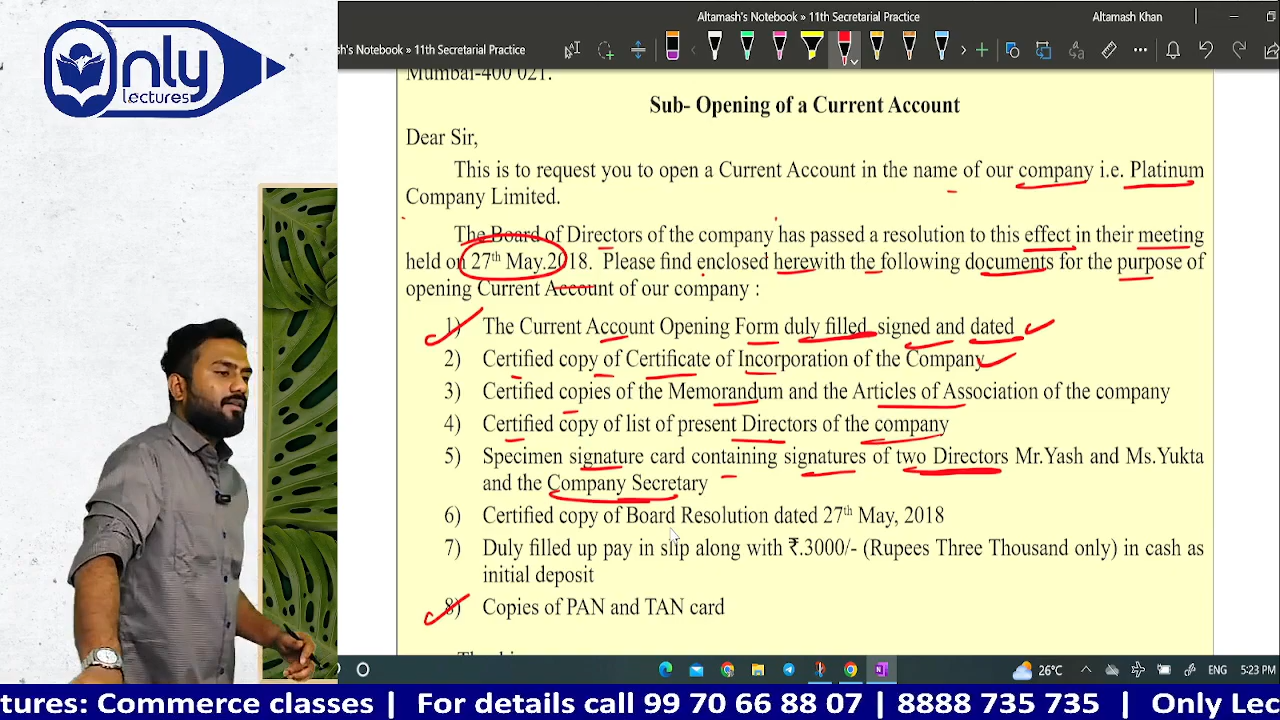 Only
lectures
Altamash's Notebook » 11th Secretarial Practice
Altamash Khan
's Notebook » 11th Secretarial Practice
Mumbai-400 021.
Sub- Opening of a Current Account
Dear Sir,
This is to request you to open a Current Account in the name of our company i.e. Platinum
Company Limited.
The Board of Directors of the company has passed a resolution to this effect in their meeting
held on 27th May.2018. Please find enclosed herewith the following documents for the purpose of
opening Current Account of our company :
1) The Current Account Opening Form duly filled signed and dated
2) Certified copy of Certificate of Incorporation of the Company
3) Certified copies of the Memorandum and the Articles of Association of the company
4) Certified copy of list of present Directors of the company
5) Specimen signature card containing signatures of two Directors Mr.Yash and Ms.Yukta
and the Company Secretary
6) Certified copy of Board Resolution dated 27th May, 2018
7) Duly filled up pay in slip along with ₹.3000/- (Rupees Three Thousand only) in cash as
initial deposit
8) Copies of PAN and TAN card
26°C
ENG
5:23 PM
tures: Commerce classes | For details call 99 70 66 88 07 | 8888 735 735 | Only Lec